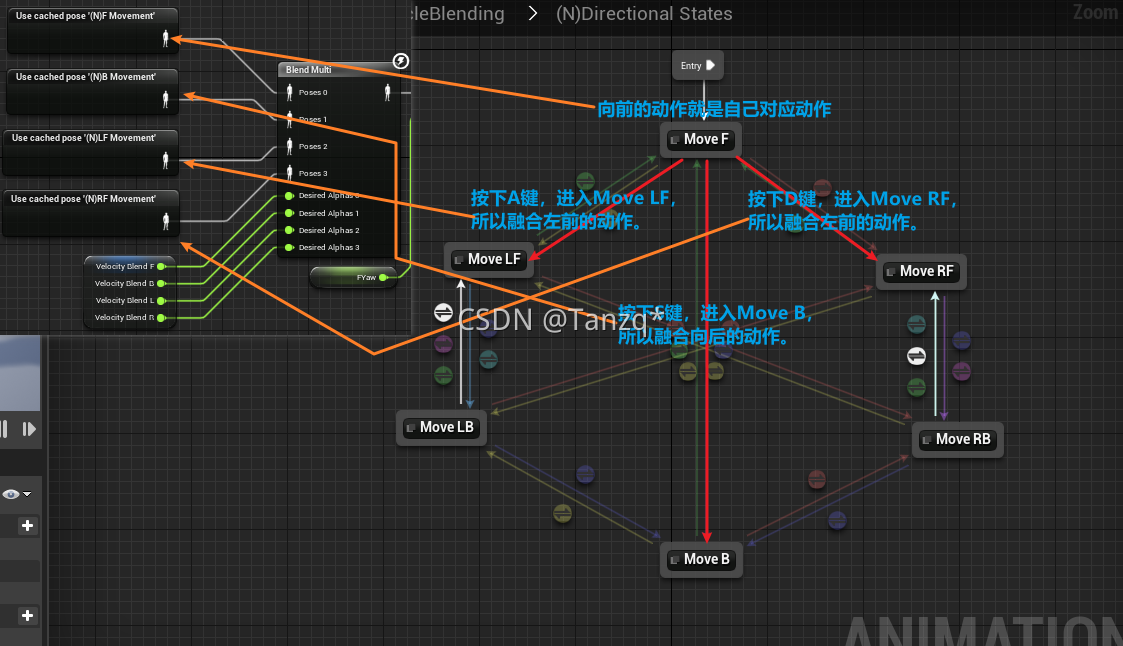 cleBlending > (N)Directional States
Zoom
Use cached pose '(N)F Movement'
Use cached pose '(N)B Movement'
Use cached pose '(N)LF Movement'
Use cached pose '(N)RF Movement'
Blend Multi
Poses 0
Poses 1
Poses 2
Poses 3
Desired Alphas 0
Desired Alphas 1
Desired Alphas 2
Desired Alphas 3
Velocity Blend F
Velocity Blend B
Velocity Blend L
Velocity Blend R
FYaw
Entry
向前的动作就是自己对应动作
Move F
按下A键，进入Move LF，
所以融合左前的动作。
按下D键，进入Move RF，
所以融合左前的动作。
Move LF
Move RF
CSDN @Tanzq*
按下S键，进入Move B，
所以融合向后的动作。
Move LB
Move RB
Move B
ANIMATION